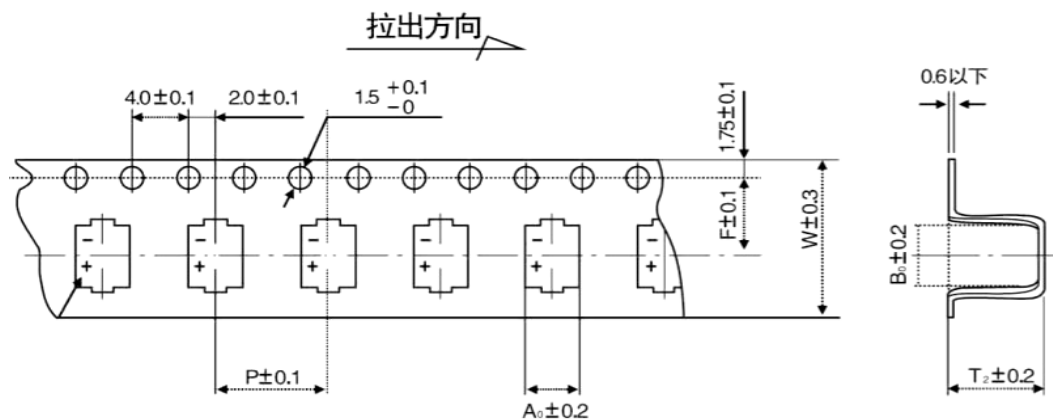 拉出方向
4.0±0.1
2.0±0.1
1.5 +0.1 -0
1.75±0.1
0.6以下
F±0.1
W±0.3
B₀±0.2
- - - - - -
+ + + + + +
P±0.1
A₀±0.2
T₂±0.2